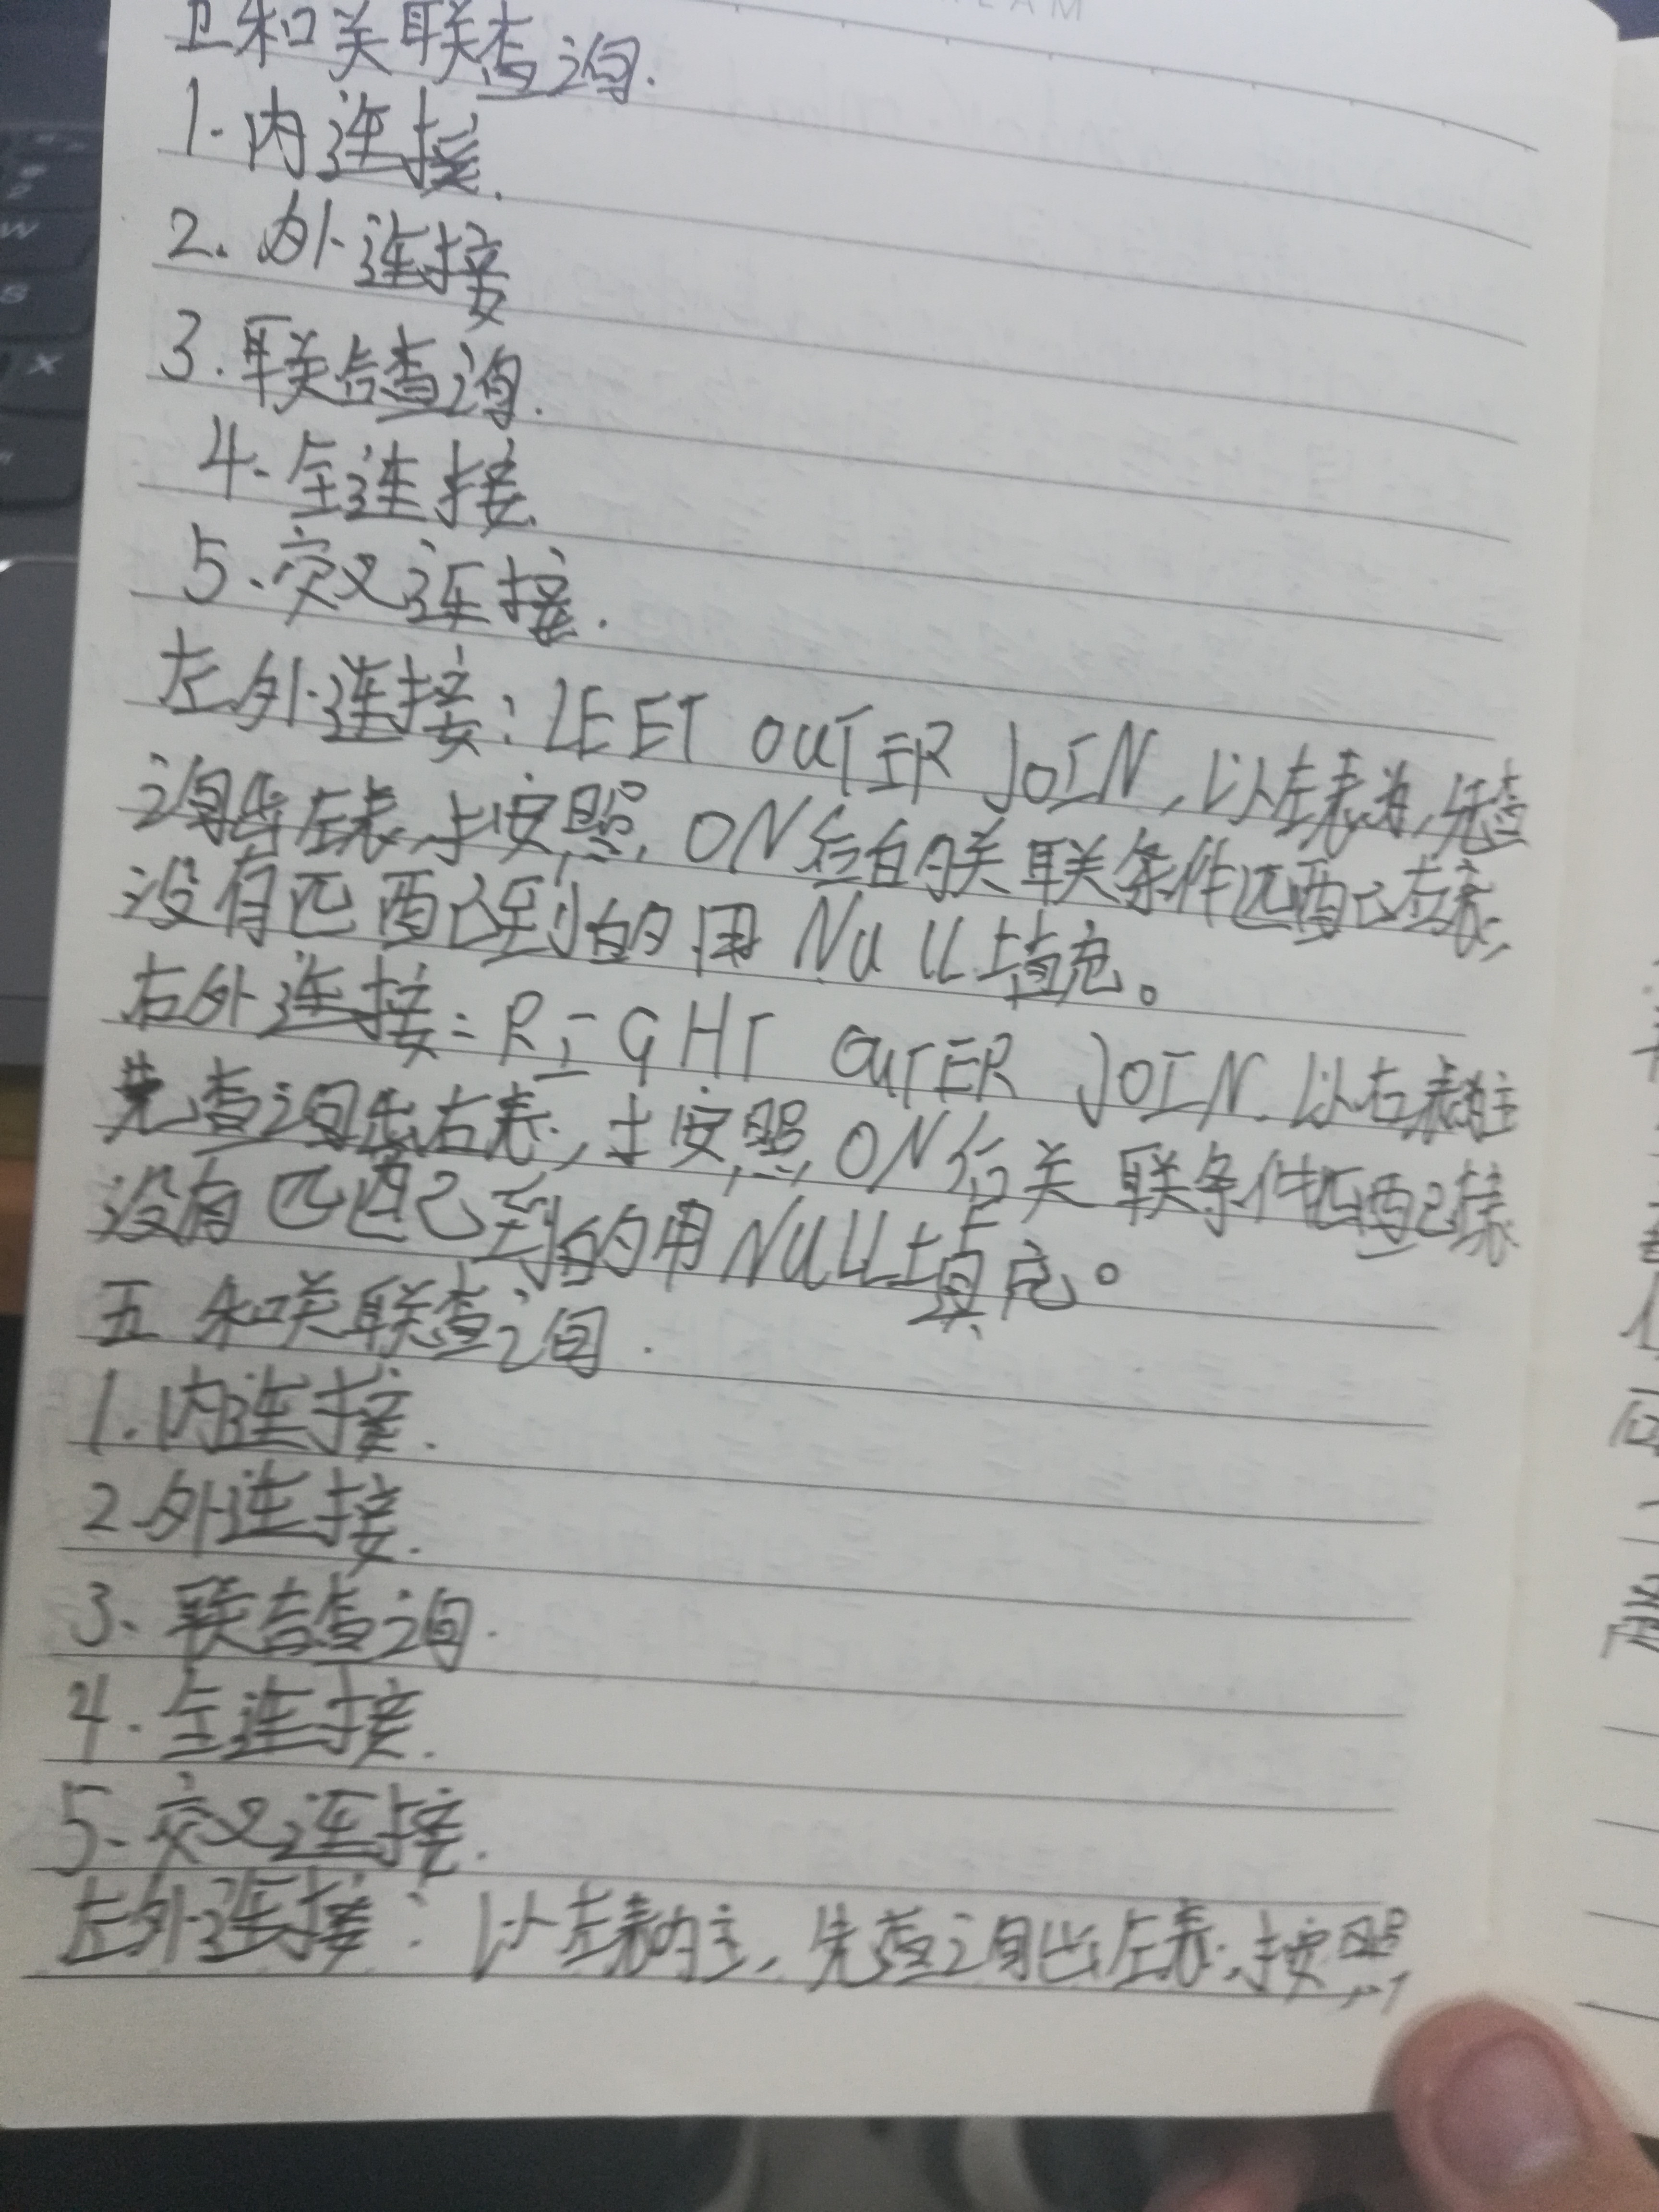 和关联查询.
1.内连接.
2.外连接
3.联合查询.
4.全连接.
5.交叉连接.
左外连接:LEET OUTER JOIN,以左表为,先查
询出左表,按照,ON后的关联条件匹配右表,
没有匹配到的用NULL填充。
右外连接:RIGHT OUTER JOIN.以右表为主
先查询出右表,按照,ON后关联条件匹配
没有匹配到的用NULL填充。
五 种关联查询.
1.内连接.
2.外连接.
3、联合查询.
4.全连接.
5、交叉连接.
左外连接:以左表为主,先查询出左表,按照